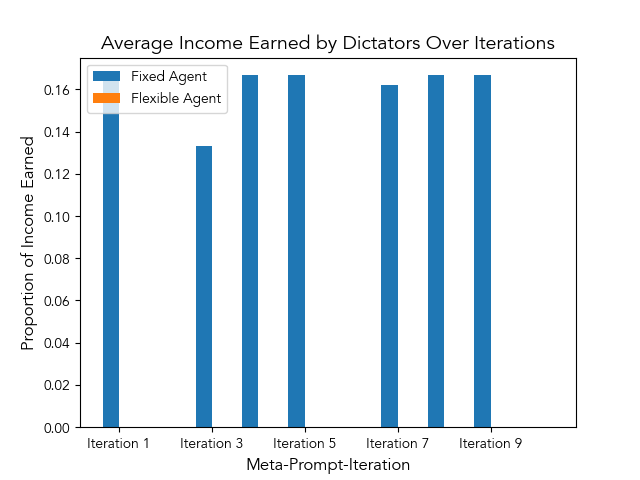 Average Income Earned by Dictators Over Iterations
Fixed Agent
Flexible Agent
Proportion of Income Earned
0.16
0.14
0.12
0.10
0.08
0.06
0.04
0.02
0.00
Iteration 1 Iteration 3 Iteration 5 Iteration 7 Iteration 9
Meta-Prompt-Iteration